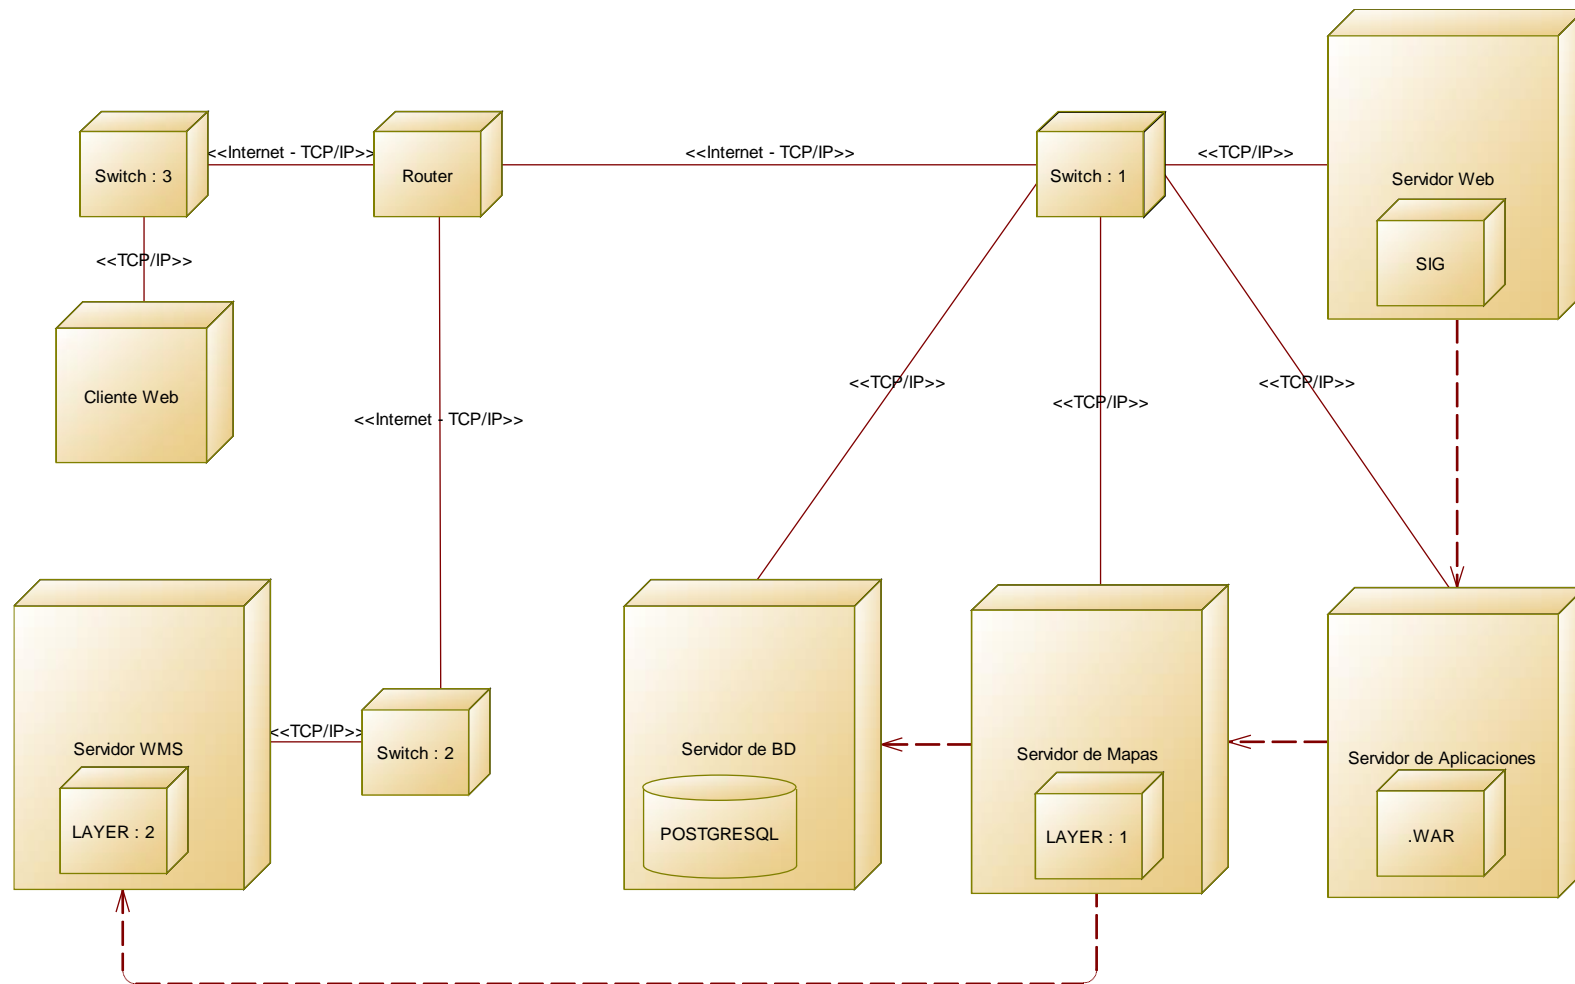 <<Internet - TCP/IP>>
<<Internet - TCP/IP>>
<<TCP/IP>>
Switch : 3
Router
Switch : 1
Servidor Web
SIG
<<TCP/IP>>
Cliente Web
<<TCP/IP>>
<<TCP/IP>>
<<TCP/IP>>
<<Internet - TCP/IP>>
Servidor WMS
<<TCP/IP>>
Switch : 2
Servidor de BD
Servidor de Mapas
Servidor de Aplicaciones
LAYER : 2
POSTGRESQL
LAYER : 1
.WAR